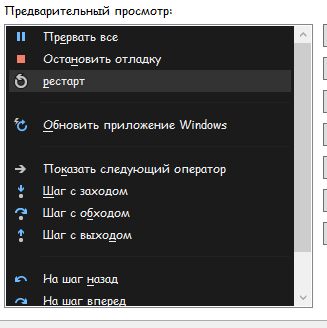 Предварительный просмотр:
Прервать все
Остановить отладку
рестарт
Обновить приложение Windows
Показать следующий оператор
Шаг с заходом
Шаг с обходом
Шаг с выходом
На шаг назад
На шаг вперед